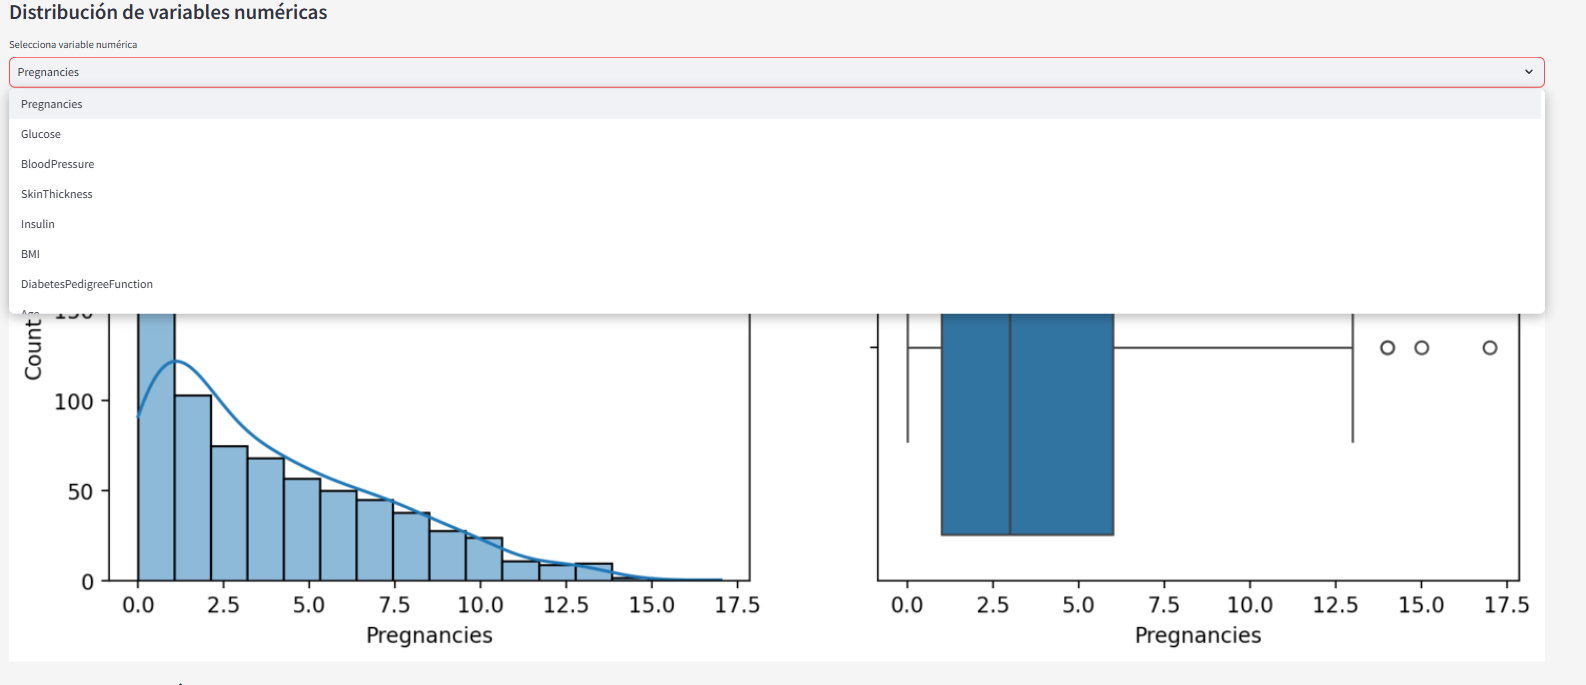 Distribución de variables numéricas
Selecciona variable numérica
Pregnancies
Pregnancies
Glucose
BloodPressure
SkinThickness
Insulin
BMI
DiabetesPedigreeFunction
Age
Count
150
100
50
0
0.0 2.5 5.0 7.5 10.0 12.5 15.0 17.5
Pregnancies
0.0 2.5 5.0 7.5 10.0 12.5 15.0 17.5
Pregnancies